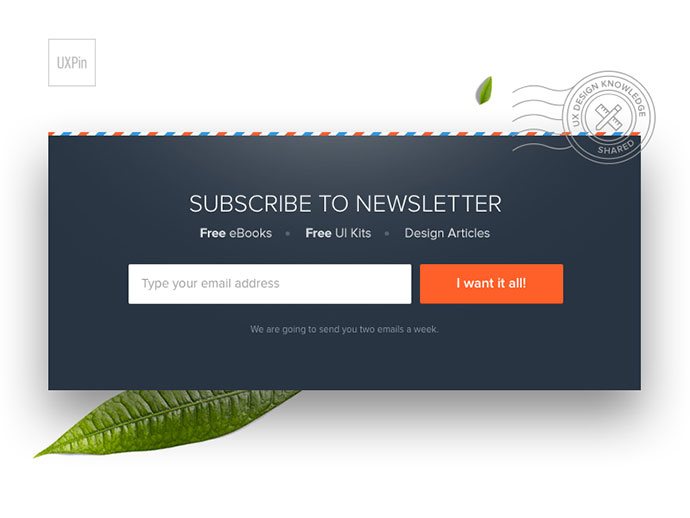 UXPin
UX DESIGN KNOWLEDGE
SHARED
SUBSCRIBE TO NEWSLETTER
Free eBooks • Free UI Kits • Design Articles
Type your email address
I want it all!
We are going to send you two emails a week.